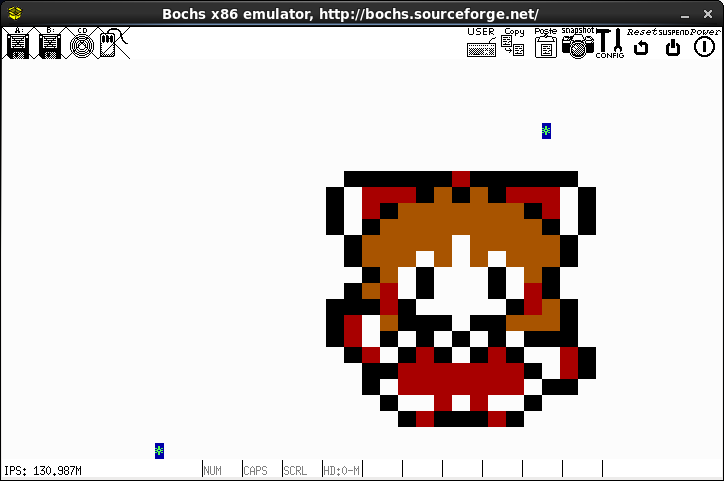 Bochs x86 emulator, http://bochs.sourceforge.net/
A: B: CD USER Copy Paste snapshot CONFIG Reset SUSPEND Power
IPS: 130.987M NUM CAPS SCRL HD:0-M